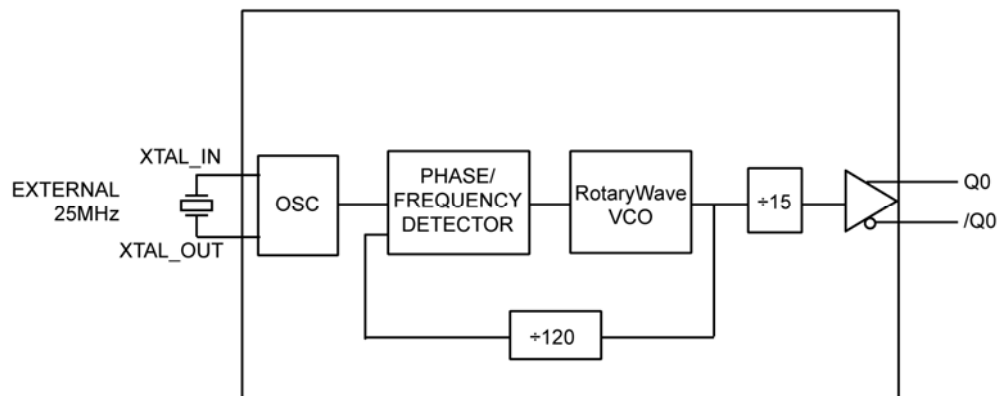 XTAL_IN
EXTERNAL
25MHz
XTAL_OUT
OSC
PHASE/
FREQUENCY
DETECTOR
RotaryWave
VCO
÷15
Q0
/Q0
÷120